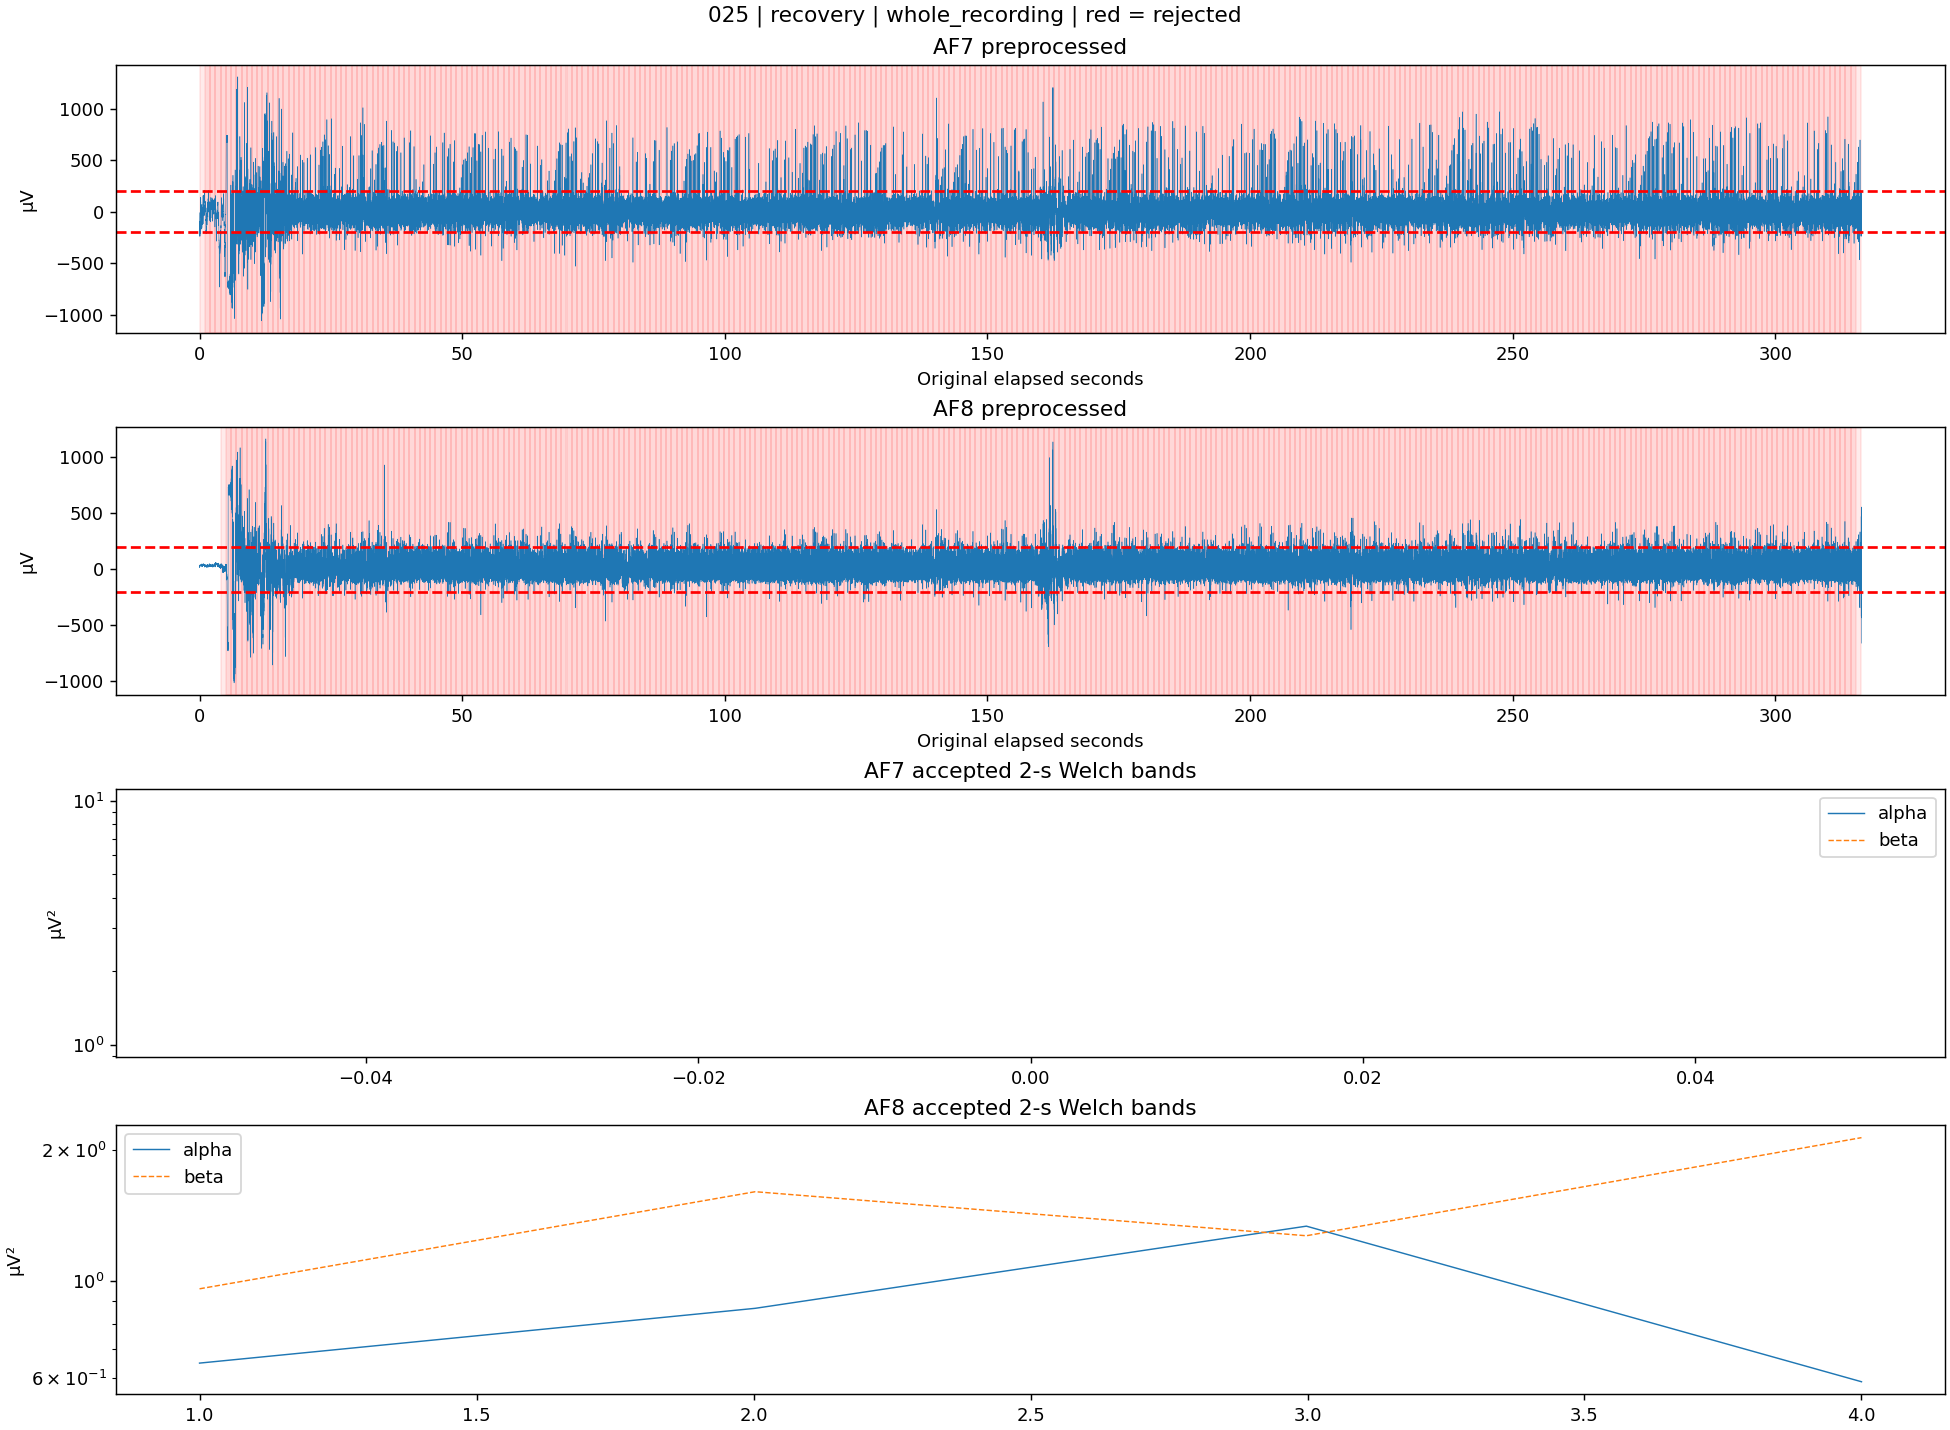 025 | recovery | whole_recording | red = rejected
AF7 preprocessed
1000
500
0
−500
−1000
µV
0 50 100 150 200 250 300
Original elapsed seconds
AF8 preprocessed
1000
500
0
−500
−1000
µV
0 50 100 150 200 250 300
Original elapsed seconds
AF7 accepted 2-s Welch bands
10¹
10⁰
µV²
alpha
beta
−0.04 −0.02 0.00 0.02 0.04
AF8 accepted 2-s Welch bands
2 × 10⁰
10⁰
6 × 10⁻¹
µV²
alpha
beta
1.0 1.5 2.0 2.5 3.0 3.5 4.0